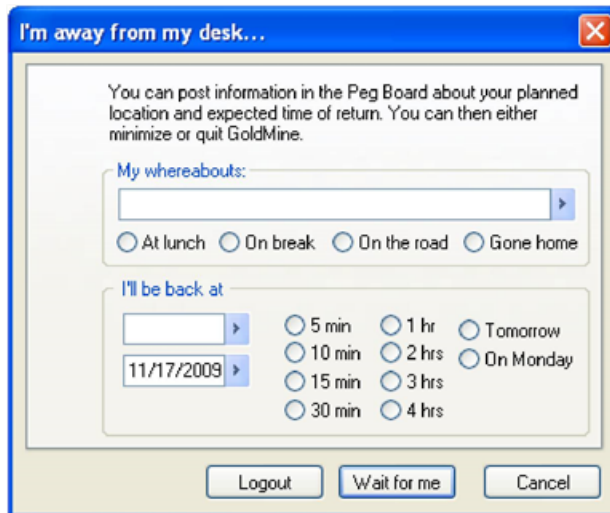 I'm away from my desk...
You can post information in the Peg Board about your planned
location and expected time of return. You can then either
minimize or quit GoldMine.
My whereabouts:
At lunch On break On the road Gone home
I'll be back at
5 min 1 hr Tomorrow
10 min 2 hrs On Monday
11/17/2009
15 min 3 hrs
30 min 4 hrs
Logout Wait for me Cancel